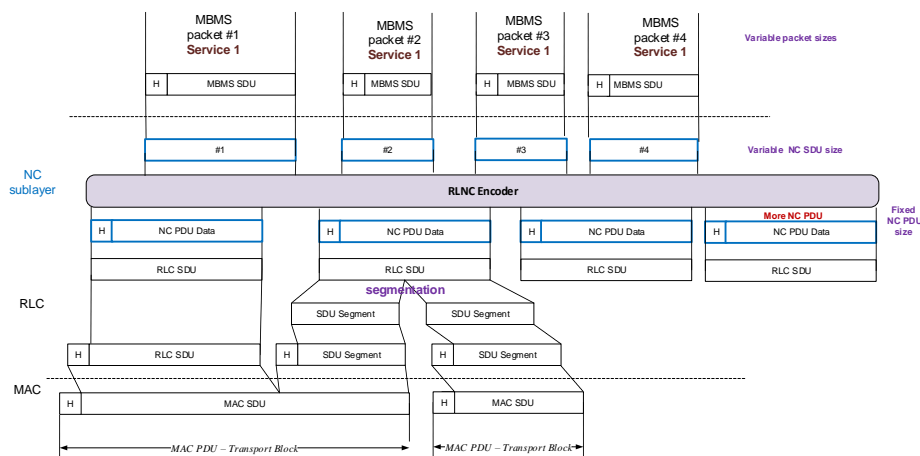 MBMS
packet #1
Service 1
MBMS
packet #2
Service 1
MBMS
packet #3
Service 1
MBMS
packet #4
Service 1
Variable packet sizes
H MBMS SDU
H MBMS SDU
H MBMS SDU
H MBMS SDU
#1
#2
#3
#4
Variable NC SDU size
NC
sublayer
RLNC Encoder
More NC PDU
Fixed
NC PDU
size
H NC PDU Data
H NC PDU Data
H NC PDU Data
H NC PDU Data
RLC SDU
RLC SDU
RLC SDU
RLC SDU
segmentation
RLC
SDU Segment
SDU Segment
H RLC SDU
H SDU Segment
H SDU Segment
MAC
H MAC SDU
H MAC SDU
MAC PDU – Transport Block
MAC PDU – Transport Block